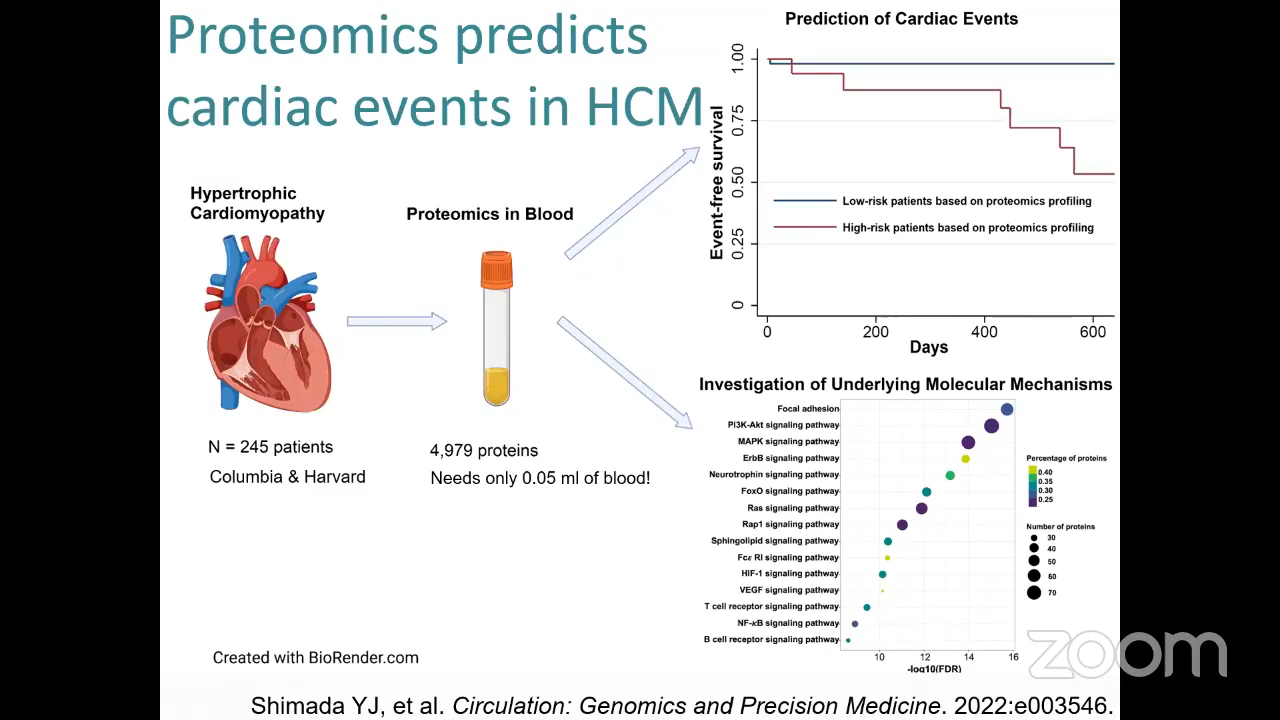 Proteomics predicts
cardiac events in HCM
Hypertrophic
Cardiomyopathy
Proteomics in Blood
N = 245 patients
Columbia & Harvard
4,979 proteins
Needs only 0.05 ml of blood!
Created with BioRender.com
Prediction of Cardiac Events
Event-free survival
1.00
0.75
0.50
0.25
0
Low-risk patients based on proteomics profiling
High-risk patients based on proteomics profiling
0 200 400 600
Days
Investigation of Underlying Molecular Mechanisms
Focal adhesion
PI3K-Akt signaling pathway
MAPK signaling pathway
ErbB signaling pathway
Neurotrophin signaling pathway
FoxO signaling pathway
Ras signaling pathway
Rap1 signaling pathway
Sphingolipid signaling pathway
Fcε RI signaling pathway
HIF-1 signaling pathway
VEGF signaling pathway
T cell receptor signaling pathway
NF-κB signaling pathway
B cell receptor signaling pathway
10 12 14 16
-log10(FDR)
Percentage of proteins
0.40
0.35
0.30
0.25
Number of proteins
30
40
50
60
70
zoom
Shimada YJ, et al. Circulation: Genomics and Precision Medicine. 2022:e003546.